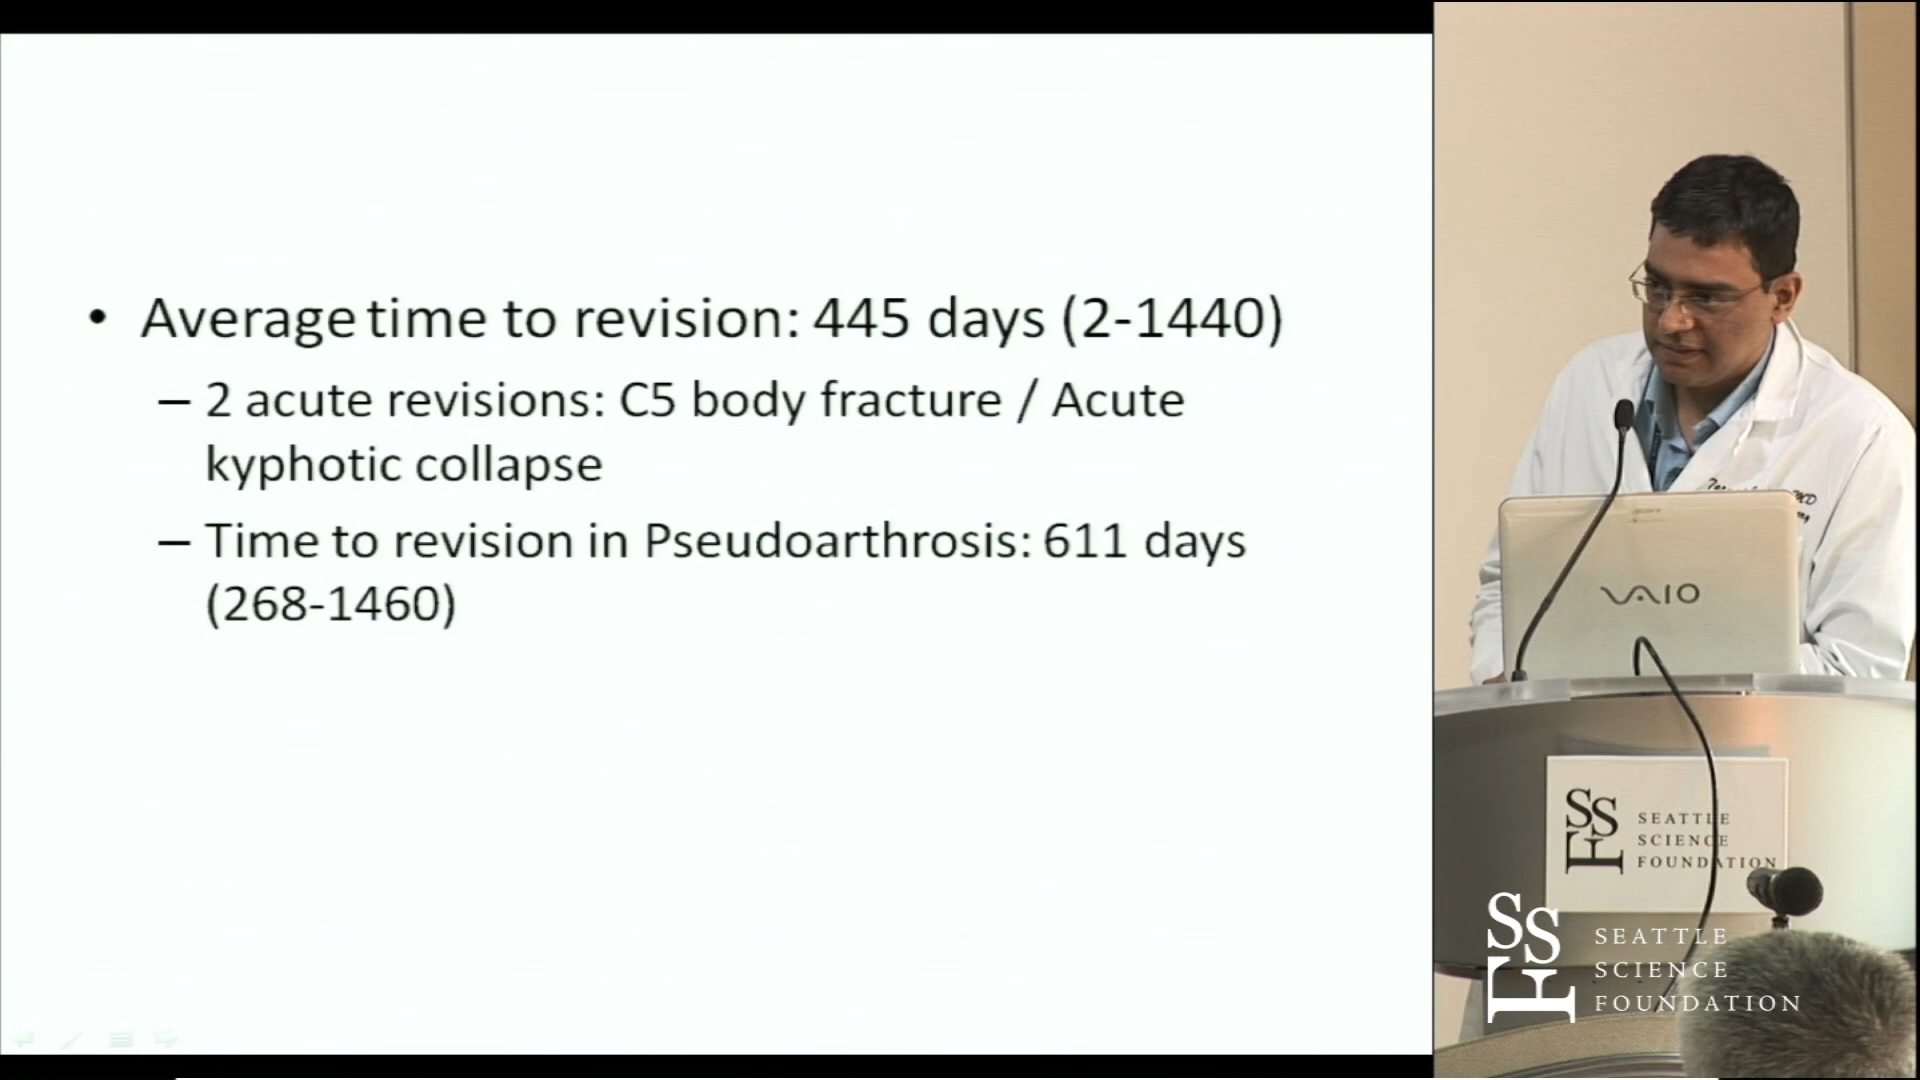 • Average time to revision: 445 days (2-1440)
– 2 acute revisions: C5 body fracture / Acute
kyphotic collapse
– Time to revision in Pseudoarthrosis: 611 days
(268-1460)
VAIO
SSF
SEATTLE
SCIENCE
FOUNDATION
SSF
SEATTLE
SCIENCE
FOUNDATION